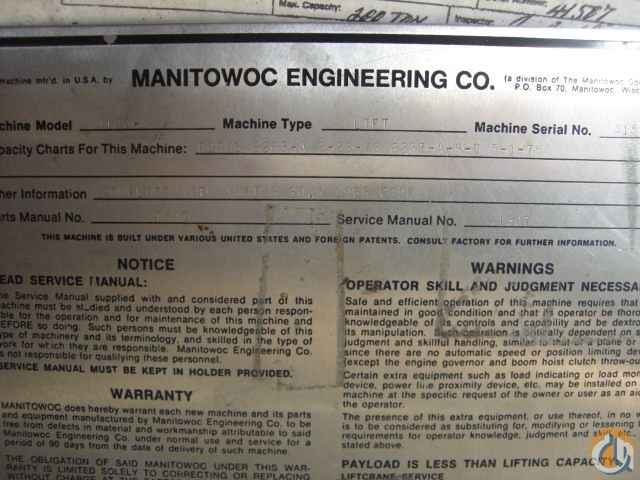 Max. Capacity: 200 TON Inspector:
Machine mfr'd. in U.S.A. by MANITOWOC ENGINEERING CO. (a division of The Manitowoc
P.O. Box 70, Manitowoc,
Machine Model Machine Type LIFT Machine Serial No.
Capacity Charts For This Machine:
Other Information
Parts Manual No. Service Manual No.
THIS MACHINE IS BUILT UNDER VARIOUS UNITED STATES AND FOREIGN PATENTS. CONSULT FACTORY FOR FURTHER INFORMATION.
NOTICE
READ SERVICE MANUAL:
The Service Manual supplied with and considered part of this
machine must be studied and understood by each person respon-
sible for the operation and for maintenance of this machine and
BEFORE so doing. Such persons must be knowledgeable of this
type of machinery and its terminology, and skilled in the type of
work for which they are responsible. Manitowoc Engineering Co.
is not responsible for qualifying these personnel.
SERVICE MANUAL MUST BE KEPT IN HOLDER PROVIDED.
WARRANTY
MANITOWOC does hereby warrant each new machine and its parts
and equipment manufactured by Manitowoc Engineering Co. to be
free from defects in material and workmanship attributable to said
Manitowoc Engineering Co. under normal use and service for a
period of 90 days from the date of delivery of such machine.
THE OBLIGATION OF SAID MANITOWOC UNDER THIS WAR-
RANTY IS LIMITED SOLELY TO CORRECTING OR REPLACING
WITHOUT CHARGE
WARNINGS
OPERATOR SKILL AND JUDGMENT NECESSARY
Safe and efficient operation of this machine requires that
maintained in good condition and that the operator be
knowledgeable of its controls and capability and be
its manipulation. Its operation is critically dependent on
judgment and skillful handling, similar to a plane or
since there are no automatic speed or position limiting
(except the engine governor and boom hoist clutch
Certain extra equipment such as load indicating or load
device, power line proximity device, etc. may be installed on
machine at the specific request of the owner or user as an aid
the operator.
The presence of this extra equipment, or use thereof, in no
is to be considered as substituting for, modifying or lessening
requirements for operator knowledge, judgment and skill, etc.,
stated above.
PAYLOAD IS LESS THAN LIFTING CAPACITY
LIFTCRANE-SERVICE